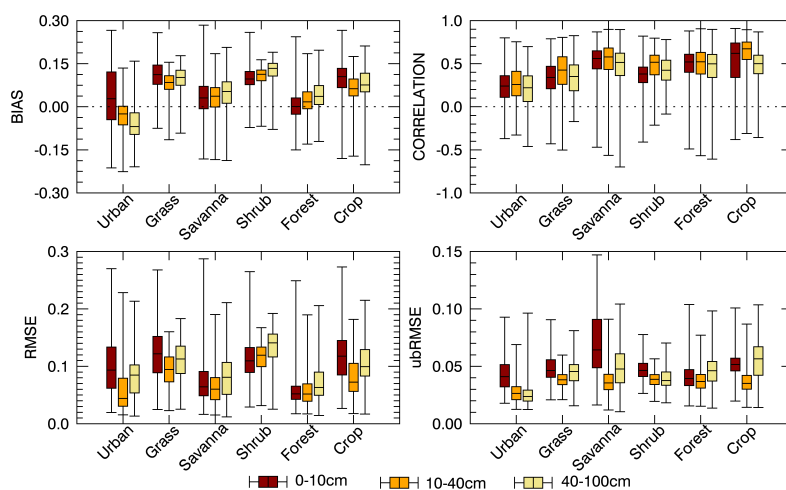 0.30
0.15
0.00
-0.15
-0.30
BIAS
Urban
Grass
Savanna
Shrub
Forest
Crop
1.0
0.5
0.0
-0.5
-1.0
CORRELATION
Urban
Grass
Savanna
Shrub
Forest
Crop
0.3
0.2
0.1
0.0
RMSE
Urban
Grass
Savanna
Shrub
Forest
Crop
0.15
0.10
0.05
0.00
ubRMSE
Urban
Grass
Savanna
Shrub
Forest
Crop
0-10cm 10-40cm 40-100cm